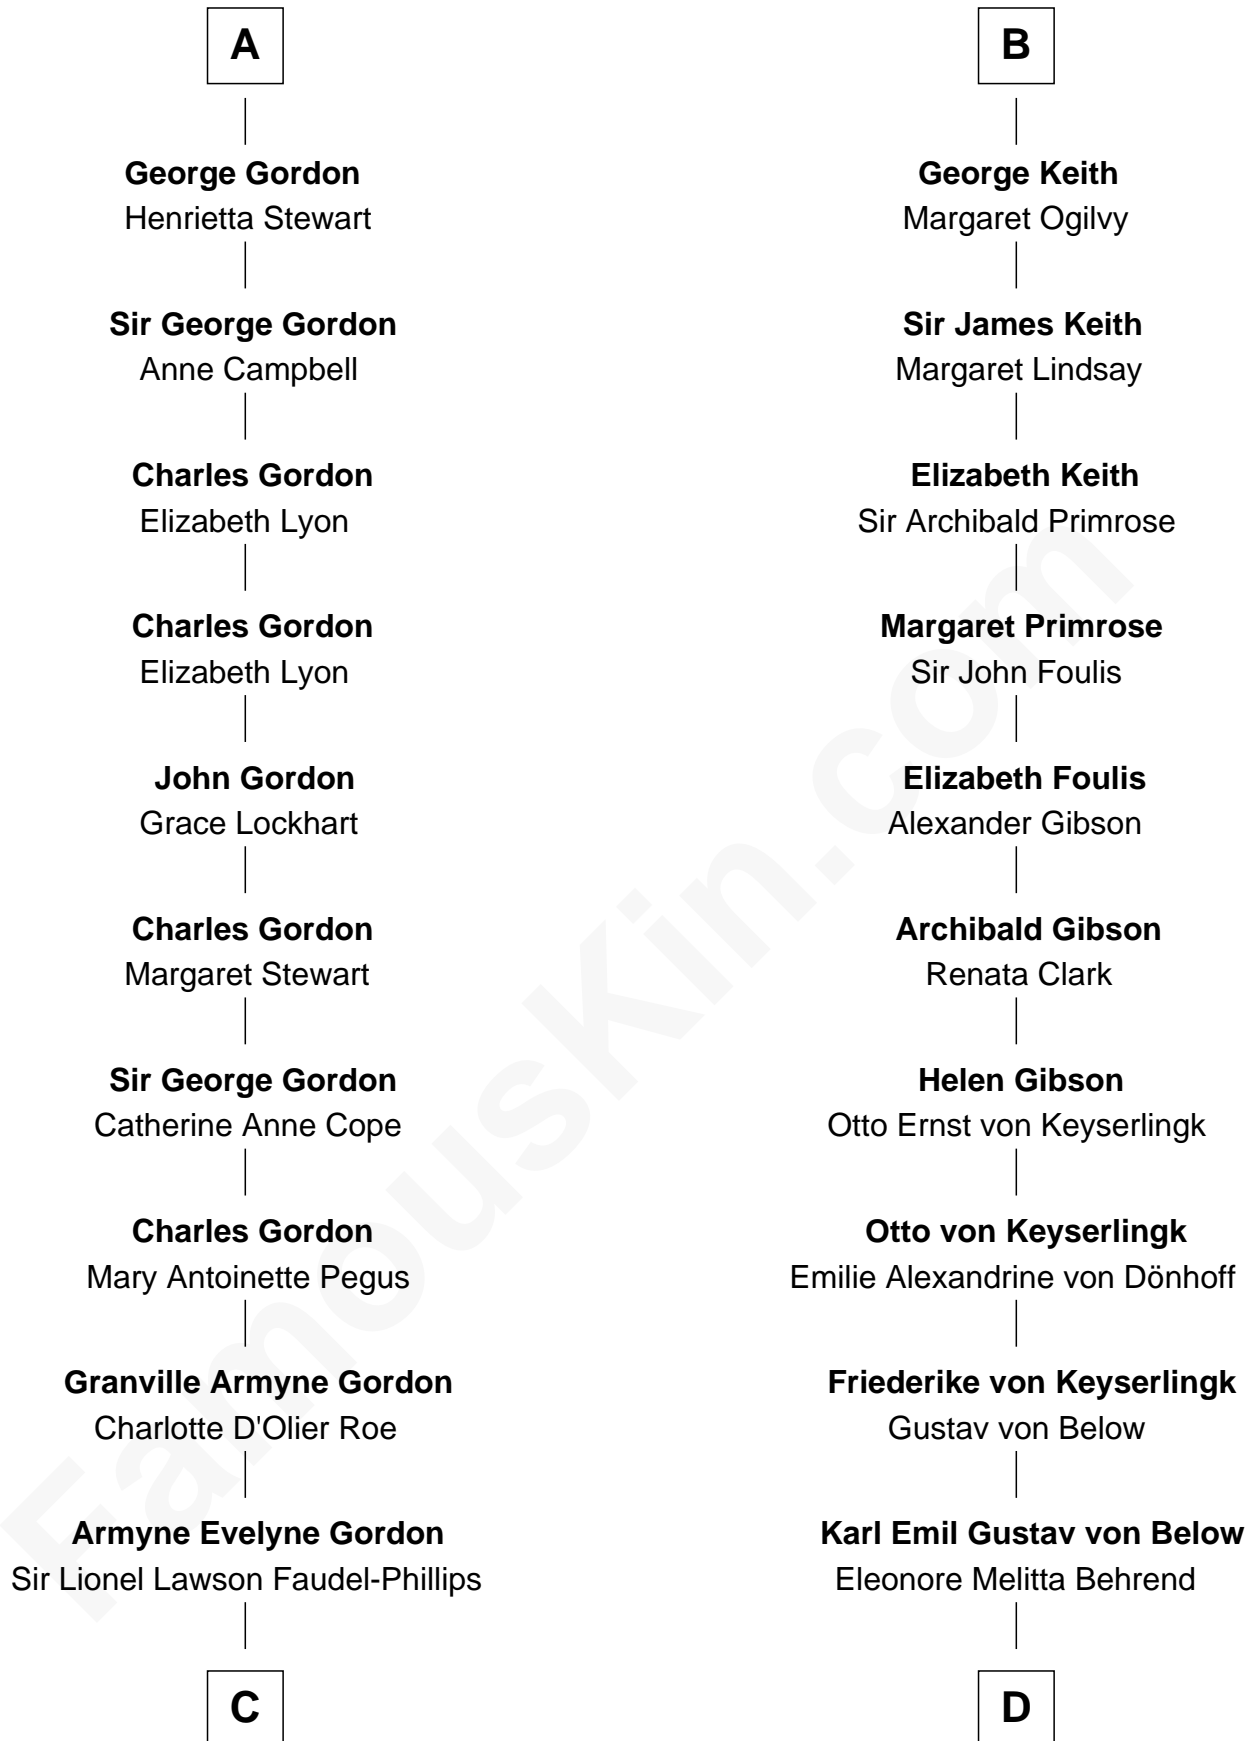 A
George Gordon
Henrietta Stewart
Sir George Gordon
Anne Campbell
Charles Gordon
Elizabeth Lyon
Charles Gordon
Elizabeth Lyon
John Gordon
Grace Lockhart
Charles Gordon
Margaret Stewart
Sir George Gordon
Catherine Anne Cope
Charles Gordon
Mary Antoinette Pegus
Granville Armyne Gordon
Charlotte D'Olier Roe
Armyne Evelyne Gordon
Sir Lionel Lawson Faudel-Phillips
C
B
George Keith
Margaret Ogilvy
Sir James Keith
Margaret Lindsay
Elizabeth Keith
Sir Archibald Primrose
Margaret Primrose
Sir John Foulis
Elizabeth Foulis
Alexander Gibson
Archibald Gibson
Renata Clark
Helen Gibson
Otto Ernst von Keyserlingk
Otto von Keyserlingk
Emilie Alexandrine von Dönhoff
Friederike von Keyserlingk
Gustav von Below
Karl Emil Gustav von Below
Eleonore Melitta Behrend
D
FamousKin.com